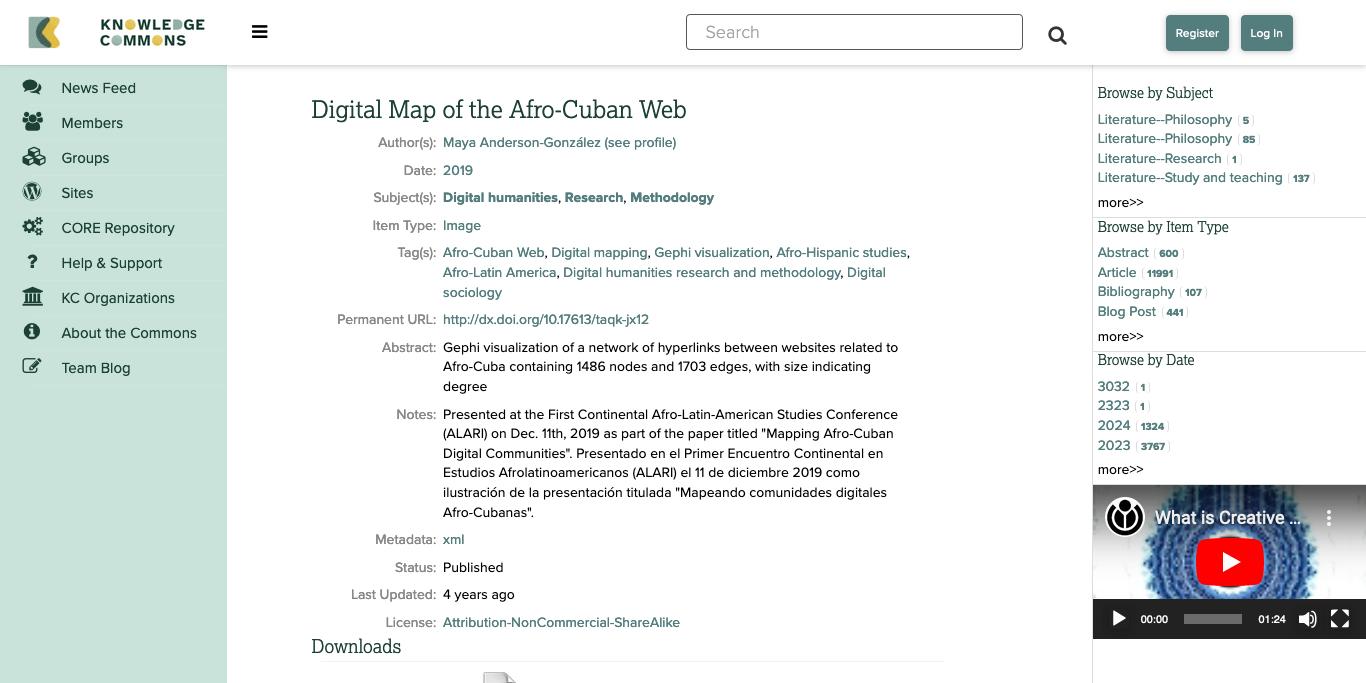 KNOWLEDGE
COMMONS
Search
Register
Log In
News Feed
Members
Groups
Sites
CORE Repository
Help & Support
KC Organizations
About the Commons
Team Blog
Digital Map of the Afro-Cuban Web
Author(s): Maya Anderson-González (see profile)
Date: 2019
Subject(s): Digital humanities, Research, Methodology
Item Type: Image
Tag(s): Afro-Cuban Web, Digital mapping, Gephi visualization, Afro-Hispanic studies,
Afro-Latin America, Digital humanities research and methodology, Digital
sociology
Permanent URL: http://dx.doi.org/10.17613/taqk-jx12
Abstract: Gephi visualization of a network of hyperlinks between websites related to
Afro-Cuba containing 1486 nodes and 1703 edges, with size indicating
degree
Notes: Presented at the First Continental Afro-Latin-American Studies Conference
(ALARI) on Dec. 11th, 2019 as part of the paper titled "Mapping Afro-Cuban
Digital Communities". Presentado en el Primer Encuentro Continental en
Estudios Afrolatinoamericanos (ALARI) el 11 de diciembre 2019 como
ilustración de la presentación titulada "Mapeando comunidades digitales
Afro-Cubanas".
Metadata: xml
Status: Published
Last Updated: 4 years ago
License: Attribution-NonCommercial-ShareAlike
Downloads
Browse by Subject
Literature--Philosophy 5
Literature--Philosophy 85
Literature--Research 1
Literature--Study and teaching 137
more>>
Browse by Item Type
Abstract 600
Article 11991
Bibliography 107
Blog Post 441
more>>
Browse by Date
3032 1
2323 1
2024 1324
2023 3767
more>>
What is Creative ...
00:00 01:24